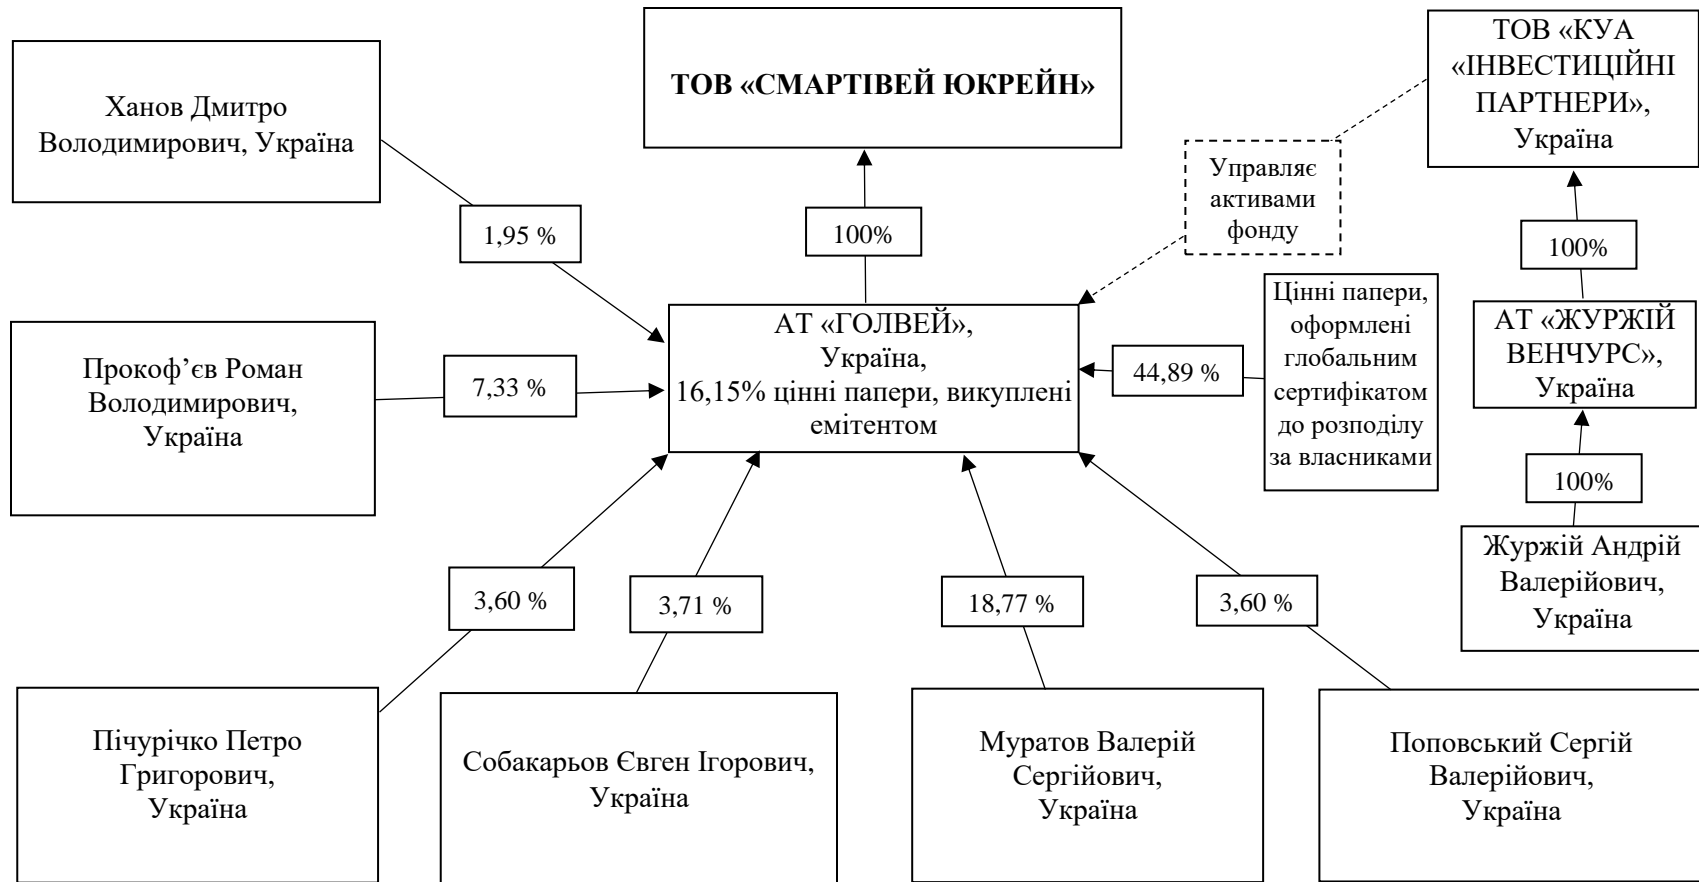 ТОВ «СМАРТІВЕЙ ЮКРЕЙН»
ТОВ «КУА
«ІНВЕСТИЦІЙНІ
ПАРТНЕРИ»,
Україна
Ханов Дмитро
Володимирович, Україна
Управляє
активами
фонду
1,95 %
100%
100%
Цінні папери,
оформлені
глобальним
сертифікатом
до розподілу
за власниками
АТ «ГОЛВЕЙ»,
Україна,
16,15% цінні папери, викуплені
емітентом
АТ «ЖУРЖІЙ
ВЕНЧУРС»,
Україна
Прокоф’єв Роман
Володимирович,
Україна
7,33 %
44,89 %
100%
Журжій Андрій
Валерійович,
Україна
3,60 %
3,71 %
18,77 %
3,60 %
Пічурічко Петро
Григорович,
Україна
Собакарьов Євген Ігорович,
Україна
Муратов Валерій
Сергійович,
Україна
Поповський Сергій
Валерійович,
Україна